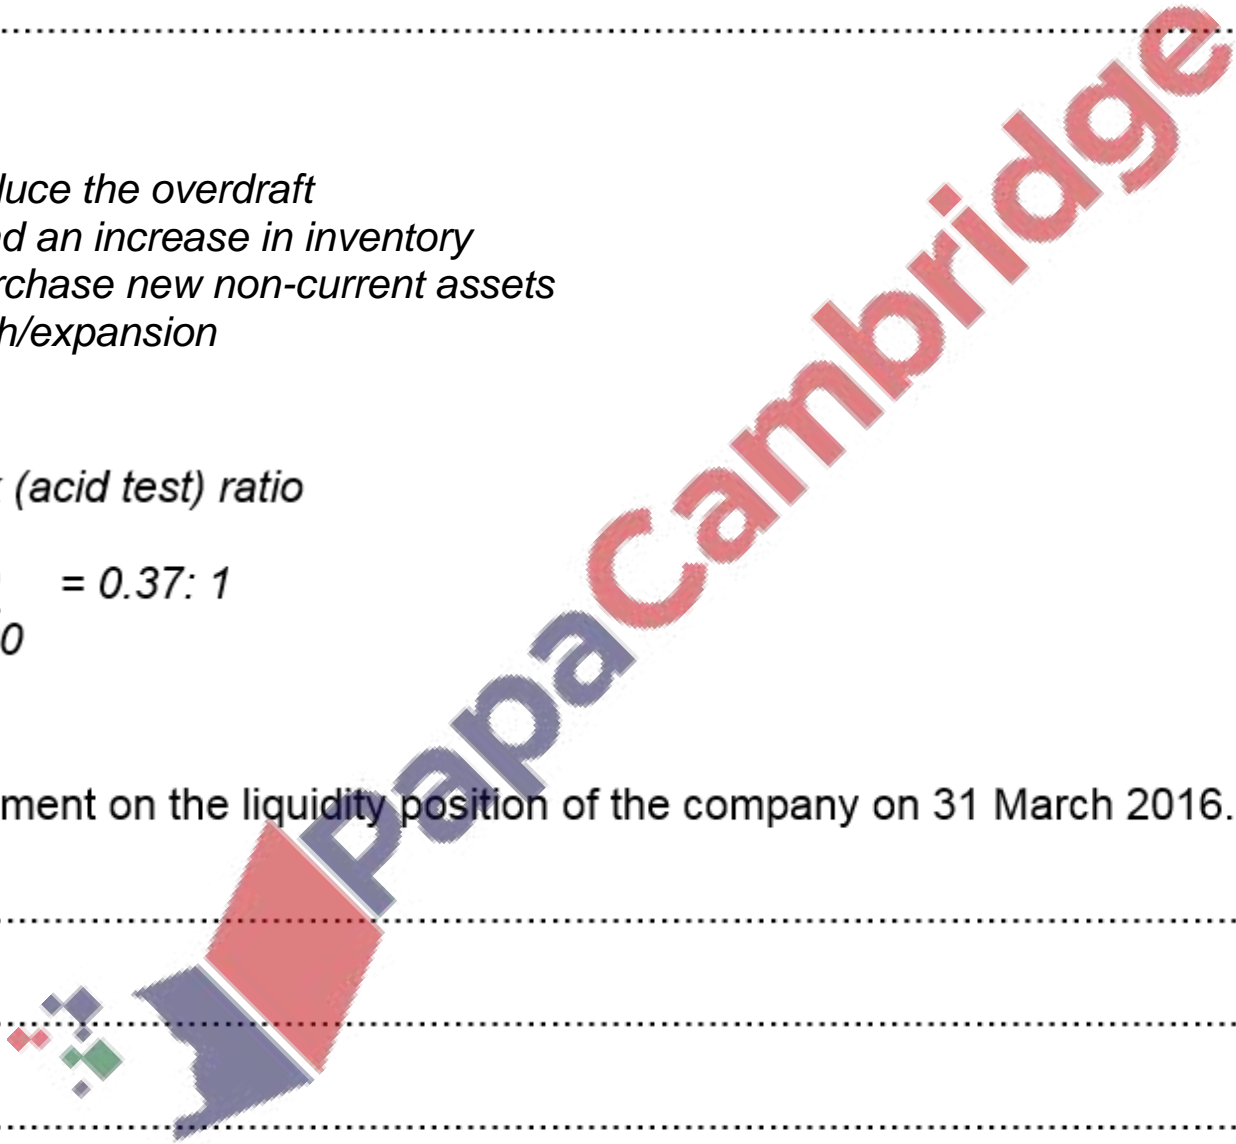 duce the overdraft
d an increase in inventory
rchase new non-current assets
h/expansion
(acid test) ratio
= 0.37: 1
0
ment on the liquidity position of the company on 31 March 2016.
PapaCambridge